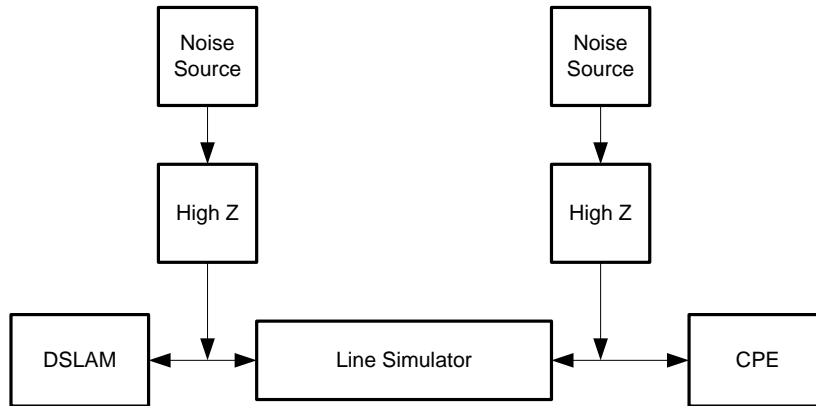 Noise
Source
Noise
Source
High Z
High Z
DSLAM
Line Simulator
CPE